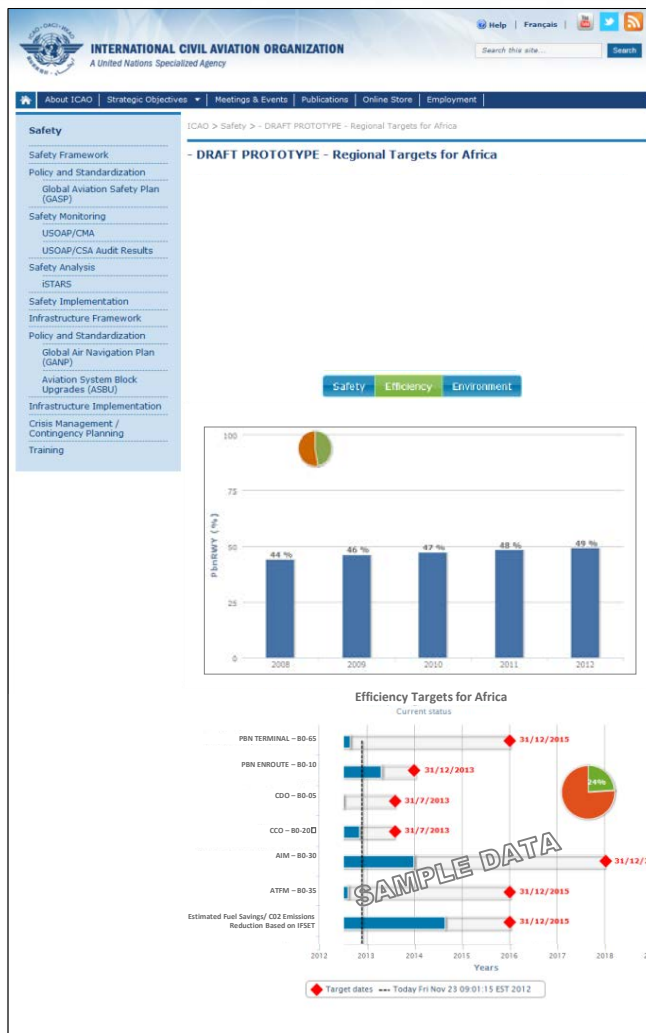 Help | Français |
You Tube
INTERNATIONAL CIVIL AVIATION ORGANIZATION
A United Nations Specialized Agency
Search this site...
Search
About ICAO | Strategic Objectives | Meetings & Events | Publications | Online Store | Employment |
ICAO > Safety > - DRAFT PROTOTYPE - Regional Targets for Africa
Safety
Safety Framework
Policy and Standardization
Global Aviation Safety Plan
(GASP)
Safety Monitoring
USOAP/CMA
USOAP/CSA Audit Results
Safety Analysis
iSTARS
Safety Implementation
Infrastructure Framework
Policy and Standardization
Global Air Navigation Plan
(GANP)
Aviation System Block
Upgrades (ASBU)
Infrastructure Implementation
Crisis Management /
Contingency Planning
Training
- DRAFT PROTOTYPE - Regional Targets for Africa
Safety Efficiency Environment
PbnRWY (%)
100
75
50
25
0
44 % 46 % 47 % 48 % 49 %
2008 2009 2010 2011 2012
Efficiency Targets for Africa
Current status
PBN TERMINAL – B0-65 31/12/2015
PBN ENROUTE – B0-10 31/12/2013
24%
CDO – B0-05 31/7/2013
CCO – B0-20 31/7/2013
AIM – B0-30 31/12/2
SAMPLE DATA
ATFM – B0-35 31/12/2015
Estimated Fuel Savings/ C02 Emissions
Reduction Based on IFSET 31/12/2015
2012 2013 2014 2015 2016 2017 2018 2
Years
Target dates Today Fri Nov 23 09:01:15 EST 2012